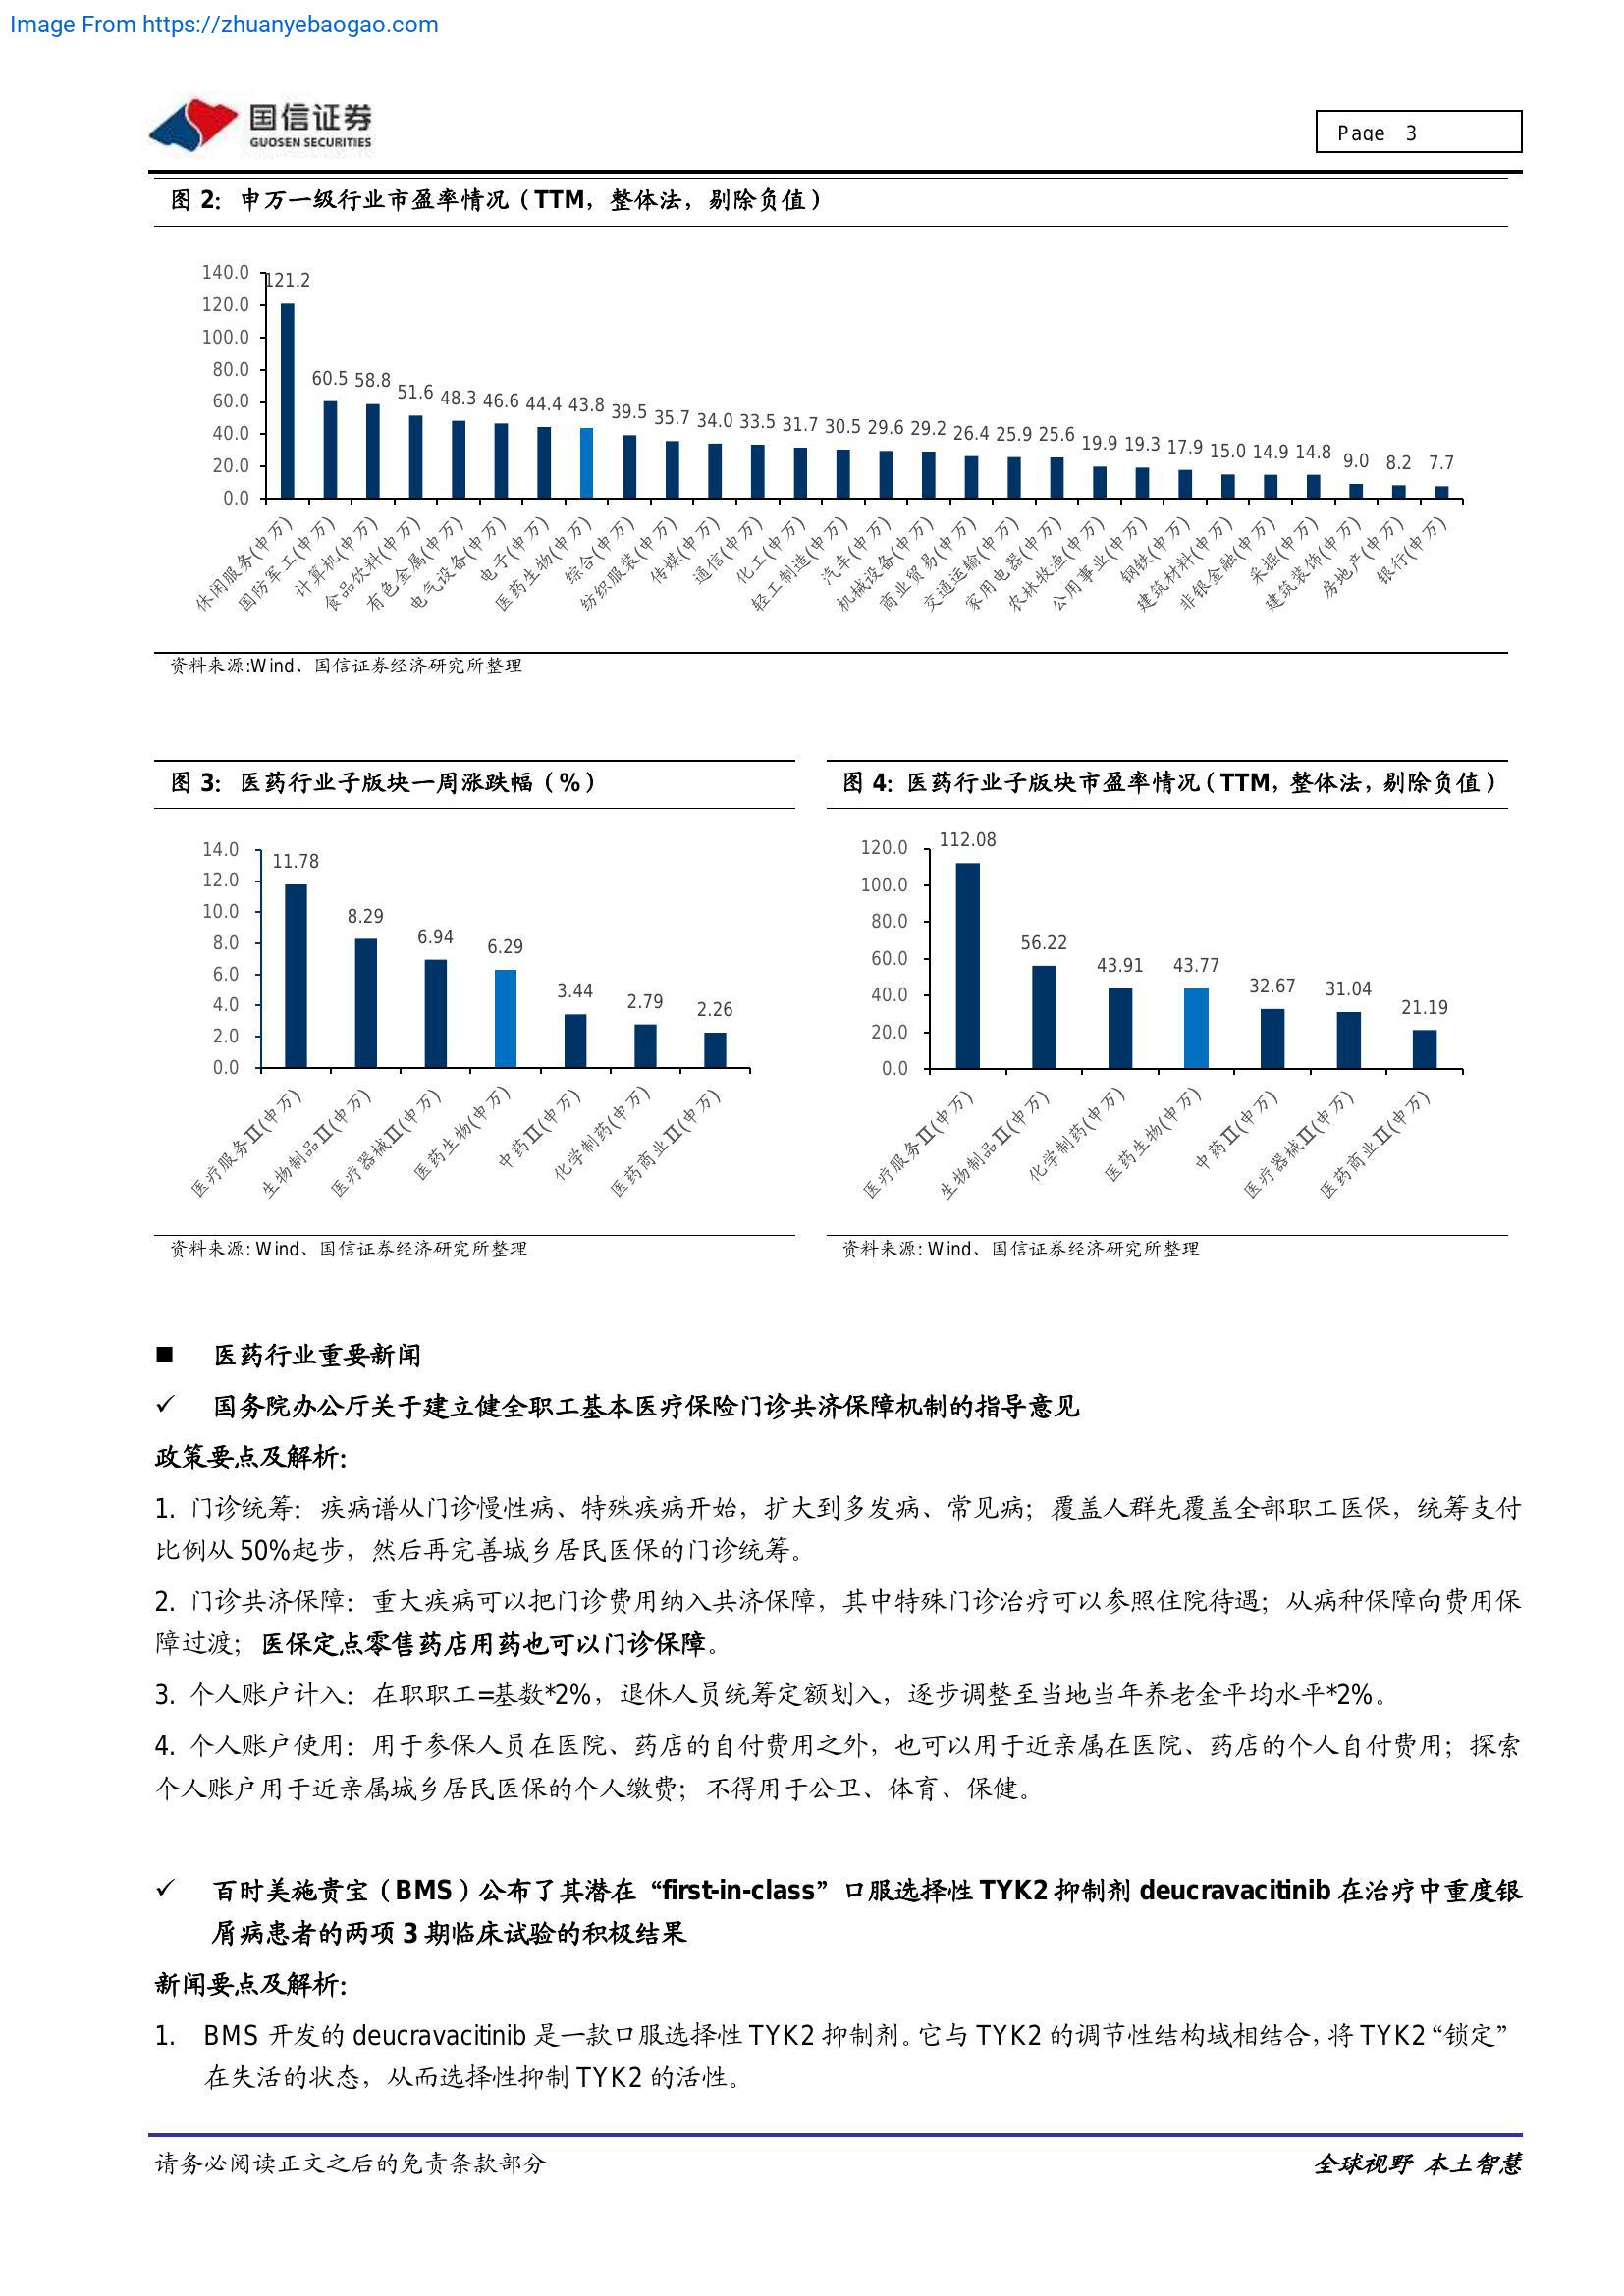 Image From https://zhuanyebaogao.com
国信证券
GUOSEN SECURITIES
Page 3
图 2：申万一级行业市盈率情况（TTM，整体法，剔除负值）
140.0
120.0
100.0
80.0
60.0
40.0
20.0
0.0
121.2 60.5 58.8 51.6 48.3 46.6 44.4 43.8 39.5 35.7 34.0 33.5 31.7 30.5 29.6 29.2 26.4 25.9 25.6 19.9 19.3 17.9 15.0 14.9 14.8 9.0 8.2 7.7
休闲服务(申万)
国防军工(申万)
计算机(申万)
食品饮料(申万)
有色金属(申万)
电气设备(申万)
电子(申万)
医药生物(申万)
综合(申万)
纺织服装(申万)
传媒(申万)
通信(申万)
化工(申万)
轻工制造(申万)
汽车(申万)
机械设备(申万)
商业贸易(申万)
交通运输(申万)
家用电器(申万)
农林牧渔(申万)
公用事业(申万)
钢铁(申万)
建筑材料(申万)
非银金融(申万)
采掘(申万)
建筑装饰(申万)
房地产(申万)
银行(申万)
资料来源:Wind、国信证券经济研究所整理
图 3：医药行业子版块一周涨跌幅（%）
14.0
12.0
10.0
8.0
6.0
4.0
2.0
0.0
11.78
8.29
6.94
6.29
3.44
2.79
2.26
医疗服务Ⅱ(申万)
生物制品Ⅱ(申万)
医疗器械Ⅱ(申万)
医药生物(申万)
中药Ⅱ(申万)
化学制药(申万)
医药商业Ⅱ(申万)
资料来源: Wind、国信证券经济研究所整理
图 4：医药行业子版块市盈率情况（TTM，整体法，剔除负值）
120.0
100.0
80.0
60.0
40.0
20.0
0.0
112.08
56.22
43.91
43.77
32.67
31.04
21.19
医疗服务Ⅱ(申万)
生物制品Ⅱ(申万)
化学制药(申万)
医药生物(申万)
中药Ⅱ(申万)
医疗器械Ⅱ(申万)
医药商业Ⅱ(申万)
资料来源: Wind、国信证券经济研究所整理
■ 医药行业重要新闻
✓ 国务院办公厅关于建立健全职工基本医疗保险门诊共济保障机制的指导意见
政策要点及解析：
1. 门诊统筹：疾病谱从门诊慢性病、特殊疾病开始，扩大到多发病、常见病；覆盖人群先覆盖全部职工医保，统筹支付
比例从 50%起步，然后再完善城乡居民医保的门诊统筹。
2. 门诊共济保障：重大疾病可以把门诊费用纳入共济保障，其中特殊门诊治疗可以参照住院待遇；从病种保障向费用保
障过渡；医保定点零售药店用药也可以门诊保障。
3. 个人账户计入：在职职工=基数*2%，退休人员统筹定额划入，逐步调整至当地当年养老金平均水平*2%。
4. 个人账户使用：用于参保人员在医院、药店的自付费用之外，也可以用于近亲属在医院、药店的个人自付费用；探索
个人账户用于近亲属城乡居民医保的个人缴费；不得用于公卫、体育、保健。
✓ 百时美施贵宝（BMS）公布了其潜在“first-in-class”口服选择性 TYK2 抑制剂 deucravacitinib 在治疗中重度银
屑病患者的两项 3 期临床试验的积极结果
新闻要点及解析：
1. BMS 开发的 deucravacitinib 是一款口服选择性 TYK2 抑制剂。它与 TYK2 的调节性结构域相结合，将 TYK2“锁定”
在失活的状态，从而选择性抑制 TYK2 的活性。
请务必阅读正文之后的免责条款部分
全球视野 本土智慧